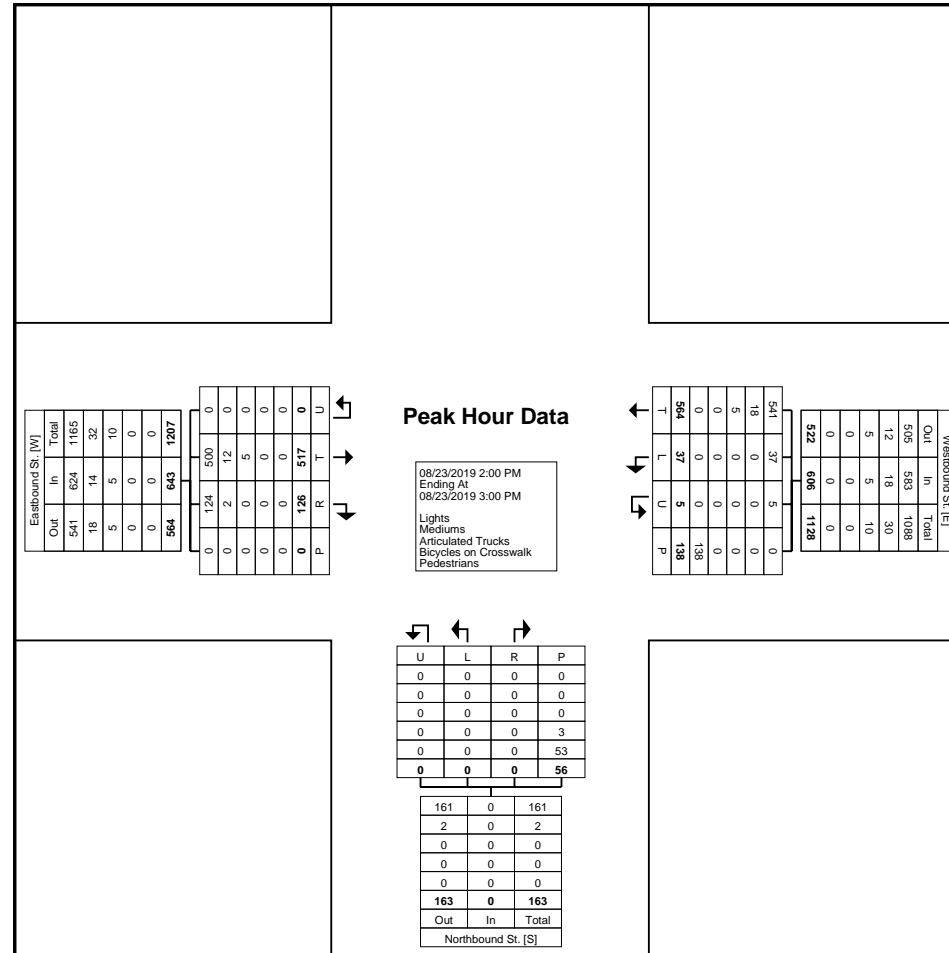 Peak Hour Data
08/23/2019 2:00 PM
Ending At
08/23/2019 3:00 PM
Lights
Mediums
Articulated Trucks
Bicycles on Crosswalk
Pedestrians
Eastbound St. [W]
Out In Total
541 624 1165
18 14 32
5 5 10
0 0 0
0 0 0
564 643 1207
0 124 500 0
0 2 12 0
0 0 5 0
0 0 0 0
0 0 0 0
0 126 517 0
P R T U
Westbound St. [E]
Out In Total
505 583 1088
12 18 30
5 5 10
0 0 0
0 0 0
522 606 1128
541 37 5 0
18 0 0 0
5 0 0 0
0 0 0 0
0 0 0 138
564 37 5 138
T L U P
U L R P
0 0 0 0
0 0 0 0
0 0 0 0
0 0 0 3
0 0 0 53
0 0 0 56
161 0 161
2 0 2
0 0 0
0 0 0
0 0 0
163 0 163
Out In Total
Northbound St. [S]